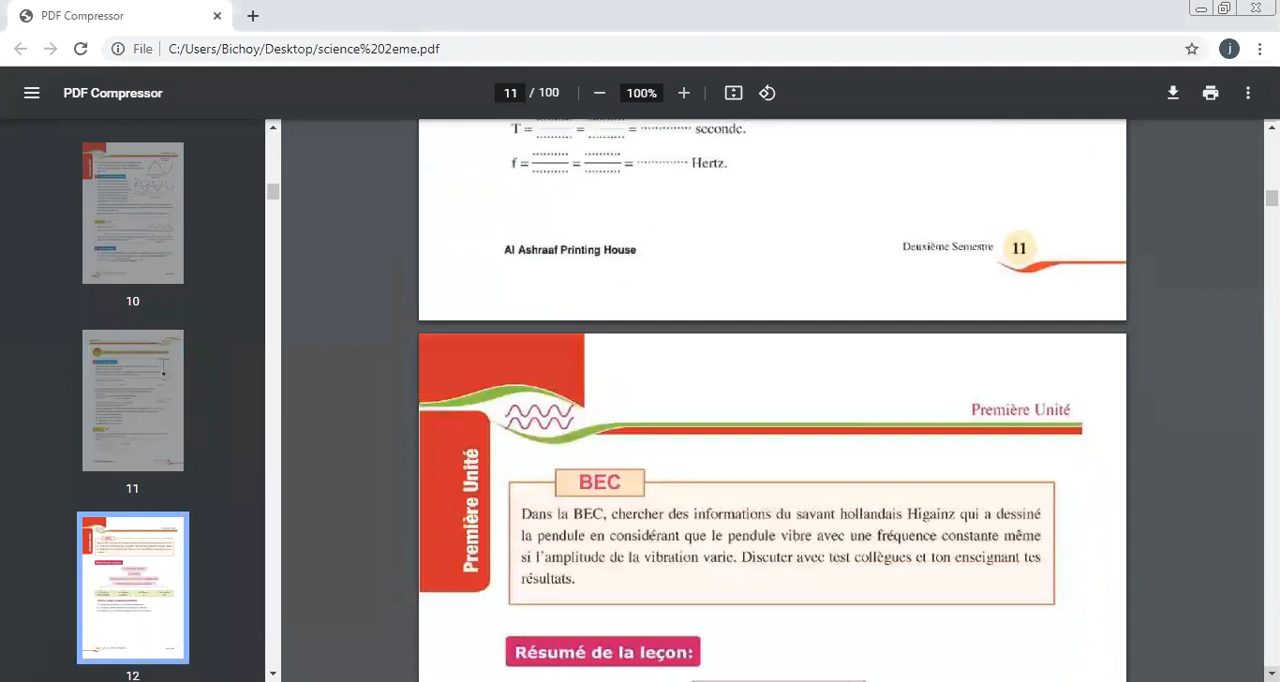 PDF Compressor
File
C:/Users/Bichoy/Desktop/science%202eme.pdf
j
PDF Compressor
11 / 100
100%
10
11
12
T = ............ = ............ = ............ seconde.
f = ............ = ............ = ............ Hertz.
Al Ashraaf Printing House
Deuxième Semestre 11
Première Unité
Première Unité
BEC
Dans la BEC, chercher des informations du savant hollandais Higainz qui a dessiné
la pendule en considérant que le pendule vibre avec une fréquence constante même
si l'amplitude de la vibration varie. Discuter avec test collègues et ton enseignant tes
résultats.
Résumé de la leçon: